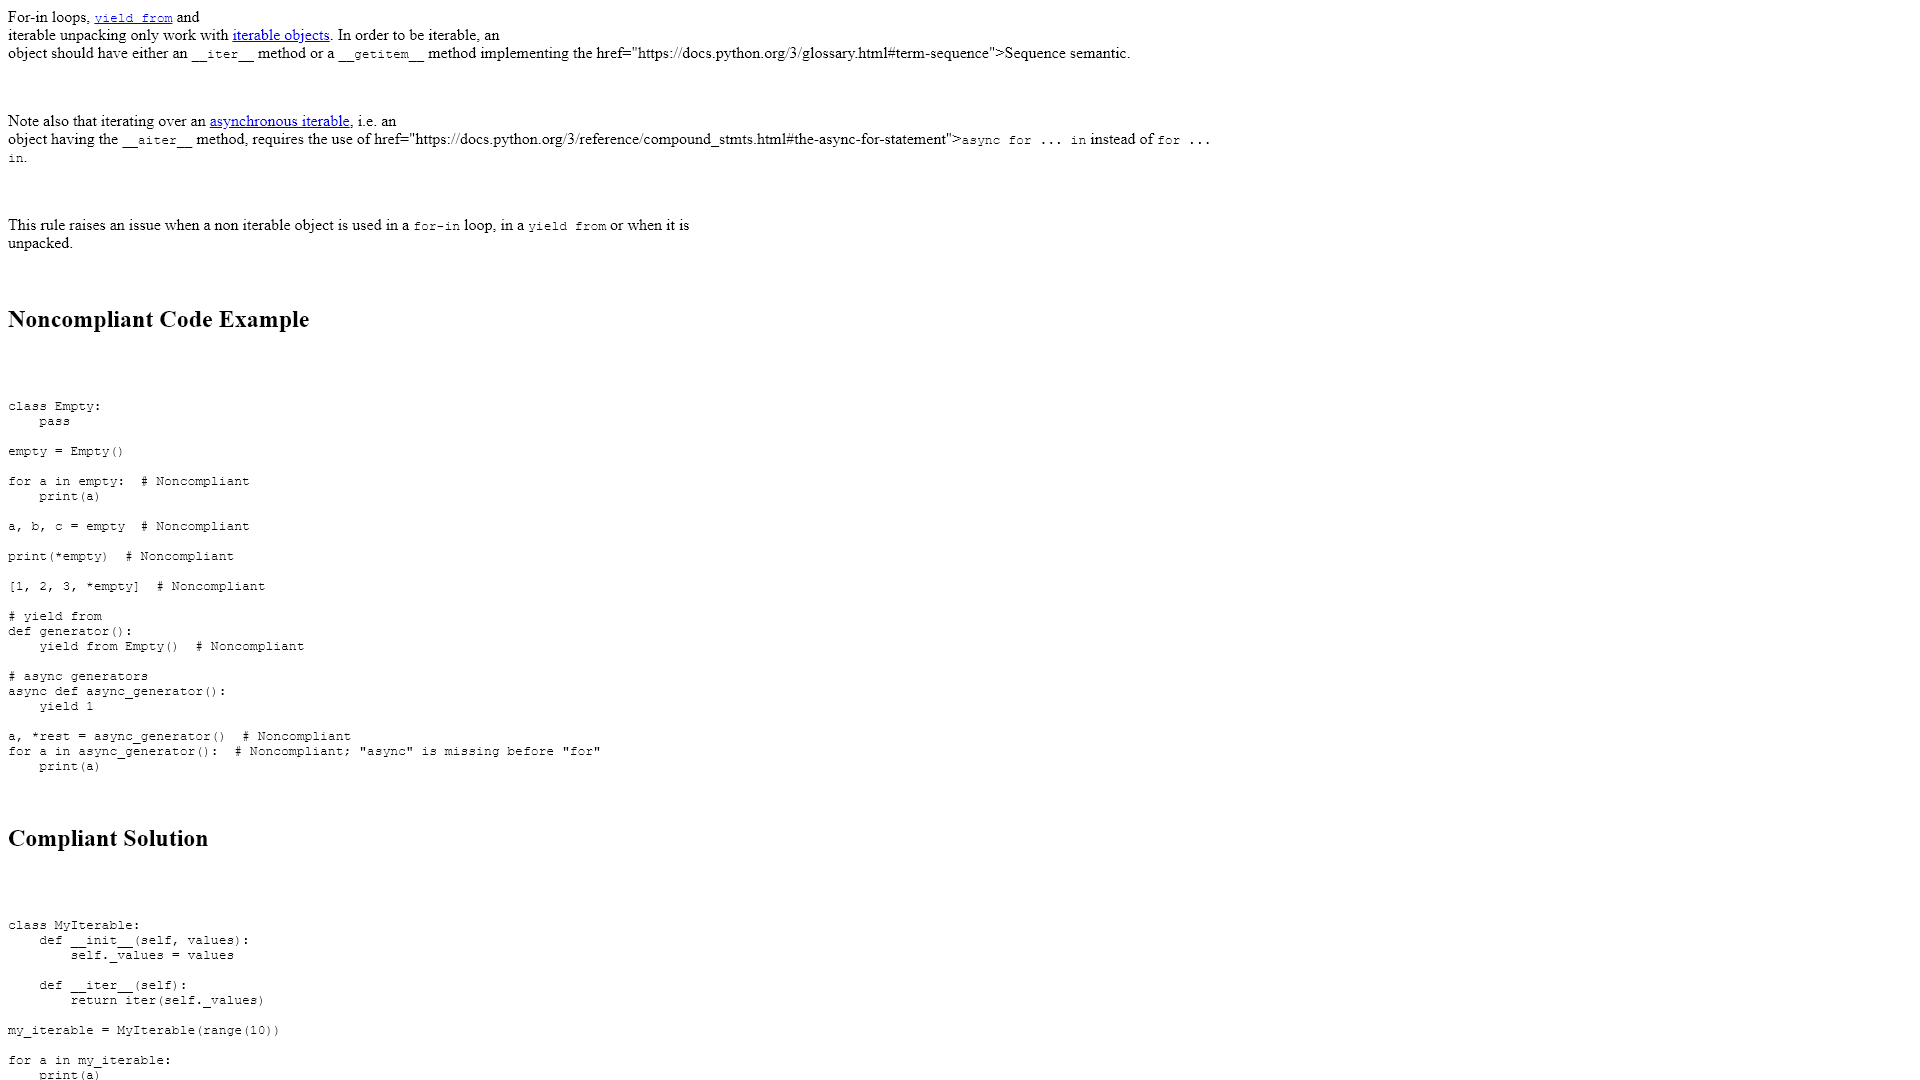 For-in loops, yield from and
iterable unpacking only work with iterable objects. In order to be iterable, an
object should have either an __iter__ method or a __getitem__ method implementing the href="https://docs.python.org/3/glossary.html#term-sequence">Sequence semantic.
Note also that iterating over an asynchronous iterable, i.e. an
object having the __aiter__ method, requires the use of href="https://docs.python.org/3/reference/compound_stmts.html#the-async-for-statement">async for ... in instead of for ...
in.
This rule raises an issue when a non iterable object is used in a for-in loop, in a yield from or when it is
unpacked.
Noncompliant Code Example
class Empty:
    pass
empty = Empty()
for a in empty:  # Noncompliant
    print(a)
a, b, c = empty  # Noncompliant
print(*empty)  # Noncompliant
[1, 2, 3, *empty]  # Noncompliant
# yield from
def generator():
    yield from Empty()  # Noncompliant
# async generators
async def async_generator():
    yield 1
a, *rest = async_generator()  # Noncompliant
for a in async_generator():  # Noncompliant; "async" is missing before "for"
    print(a)
Compliant Solution
class MyIterable:
    def __init__(self, values):
        self._values = values
    def __iter__(self):
        return iter(self._values)
my_iterable = MyIterable(range(10))
for a in my_iterable:
    print(a)